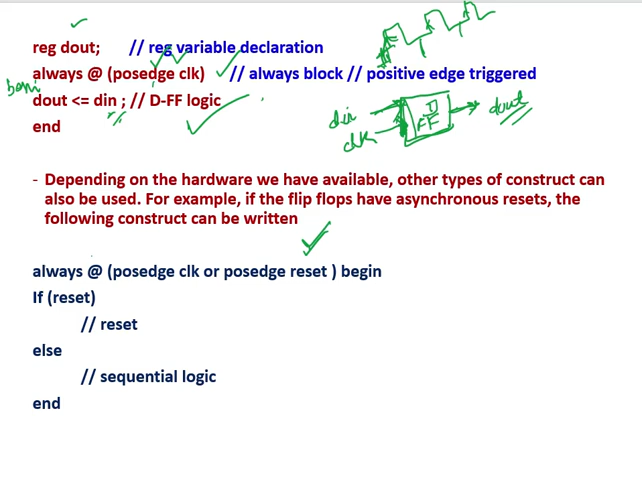 reg dout; // reg variable declaration
always @ (posedge clk) // always block // positive edge triggered
dout <= din ; // D-FF logic
end
din
clk
D
FF
dout
- Depending on the hardware we have available, other types of construct can
also be used. For example, if the flip flops have asynchronous resets, the
following construct can be written
always @ (posedge clk or posedge reset ) begin
If (reset)
// reset
else
// sequential logic
end